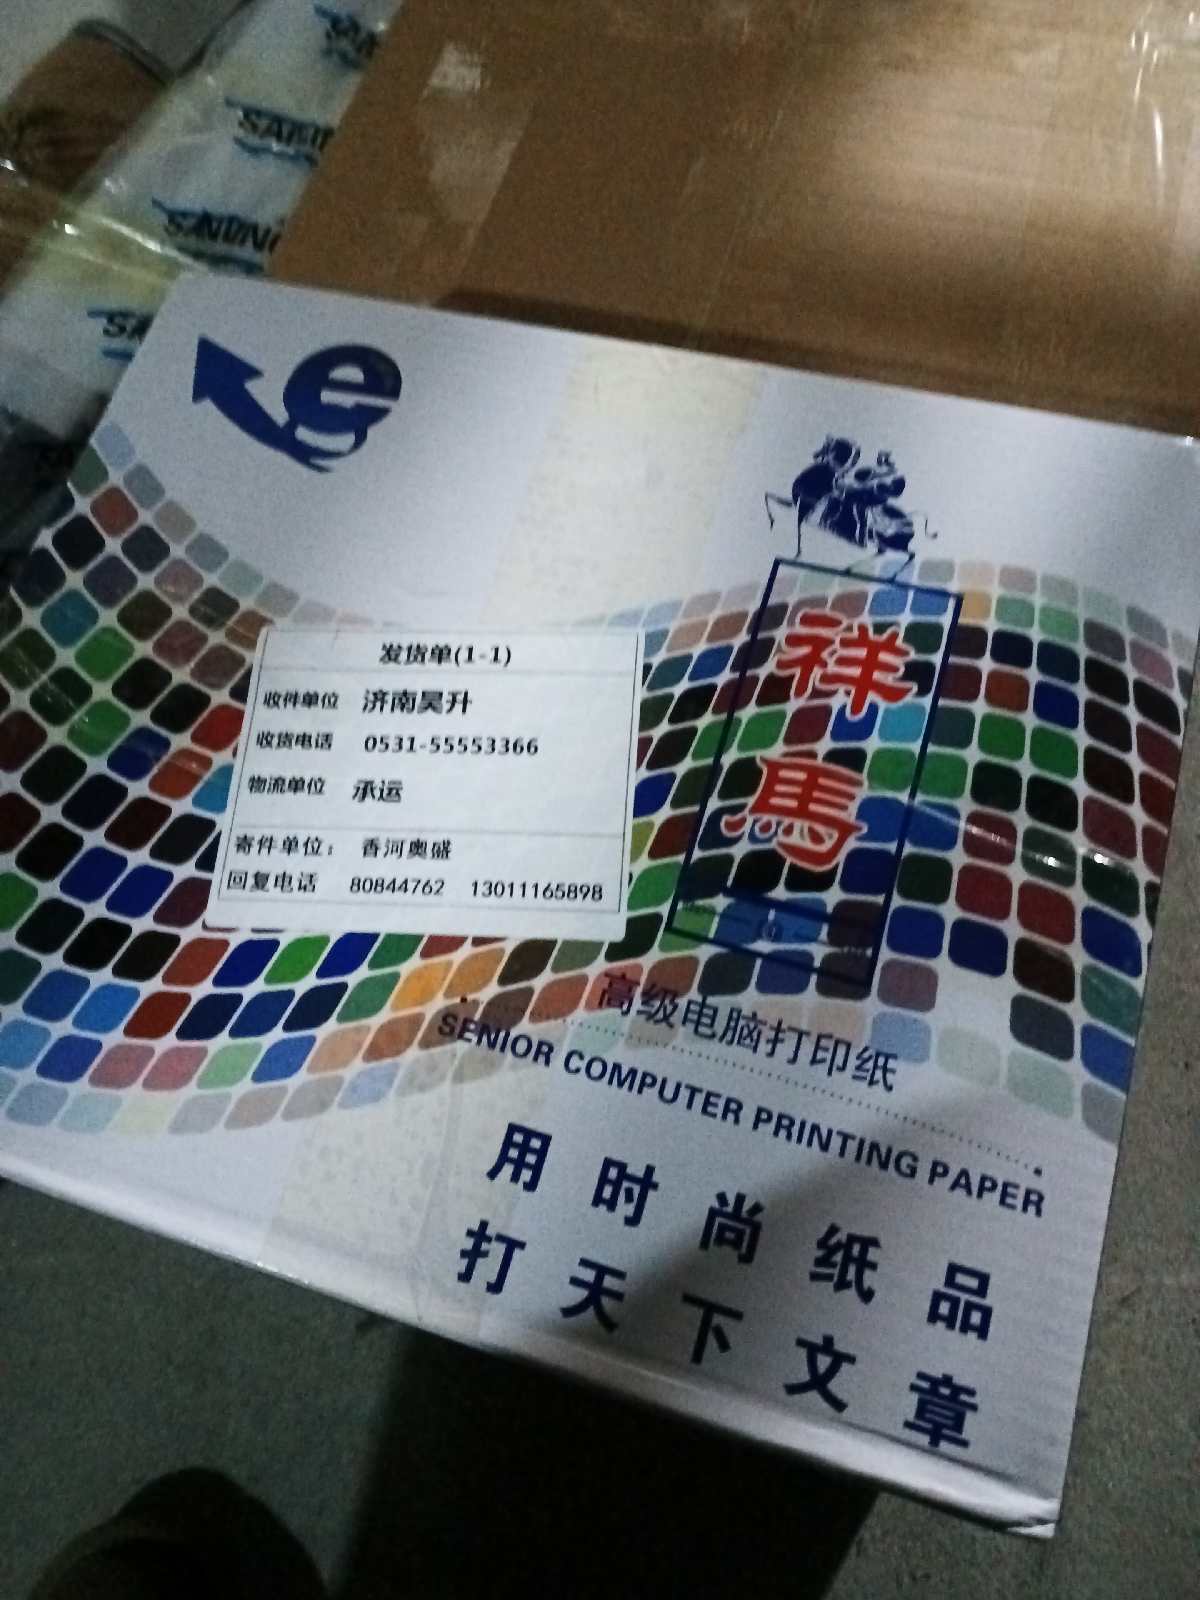 SANDING
e
祥馬
发货单(1-1)
收件单位 济南昊升
收货电话 0531-55553366
物流单位 承运
寄件单位： 香河奥盛
回复电话 80844762 13011165898
高级电脑打印纸
SENIOR COMPUTER PRINTING PAPER
用时尚纸品
打天下文章